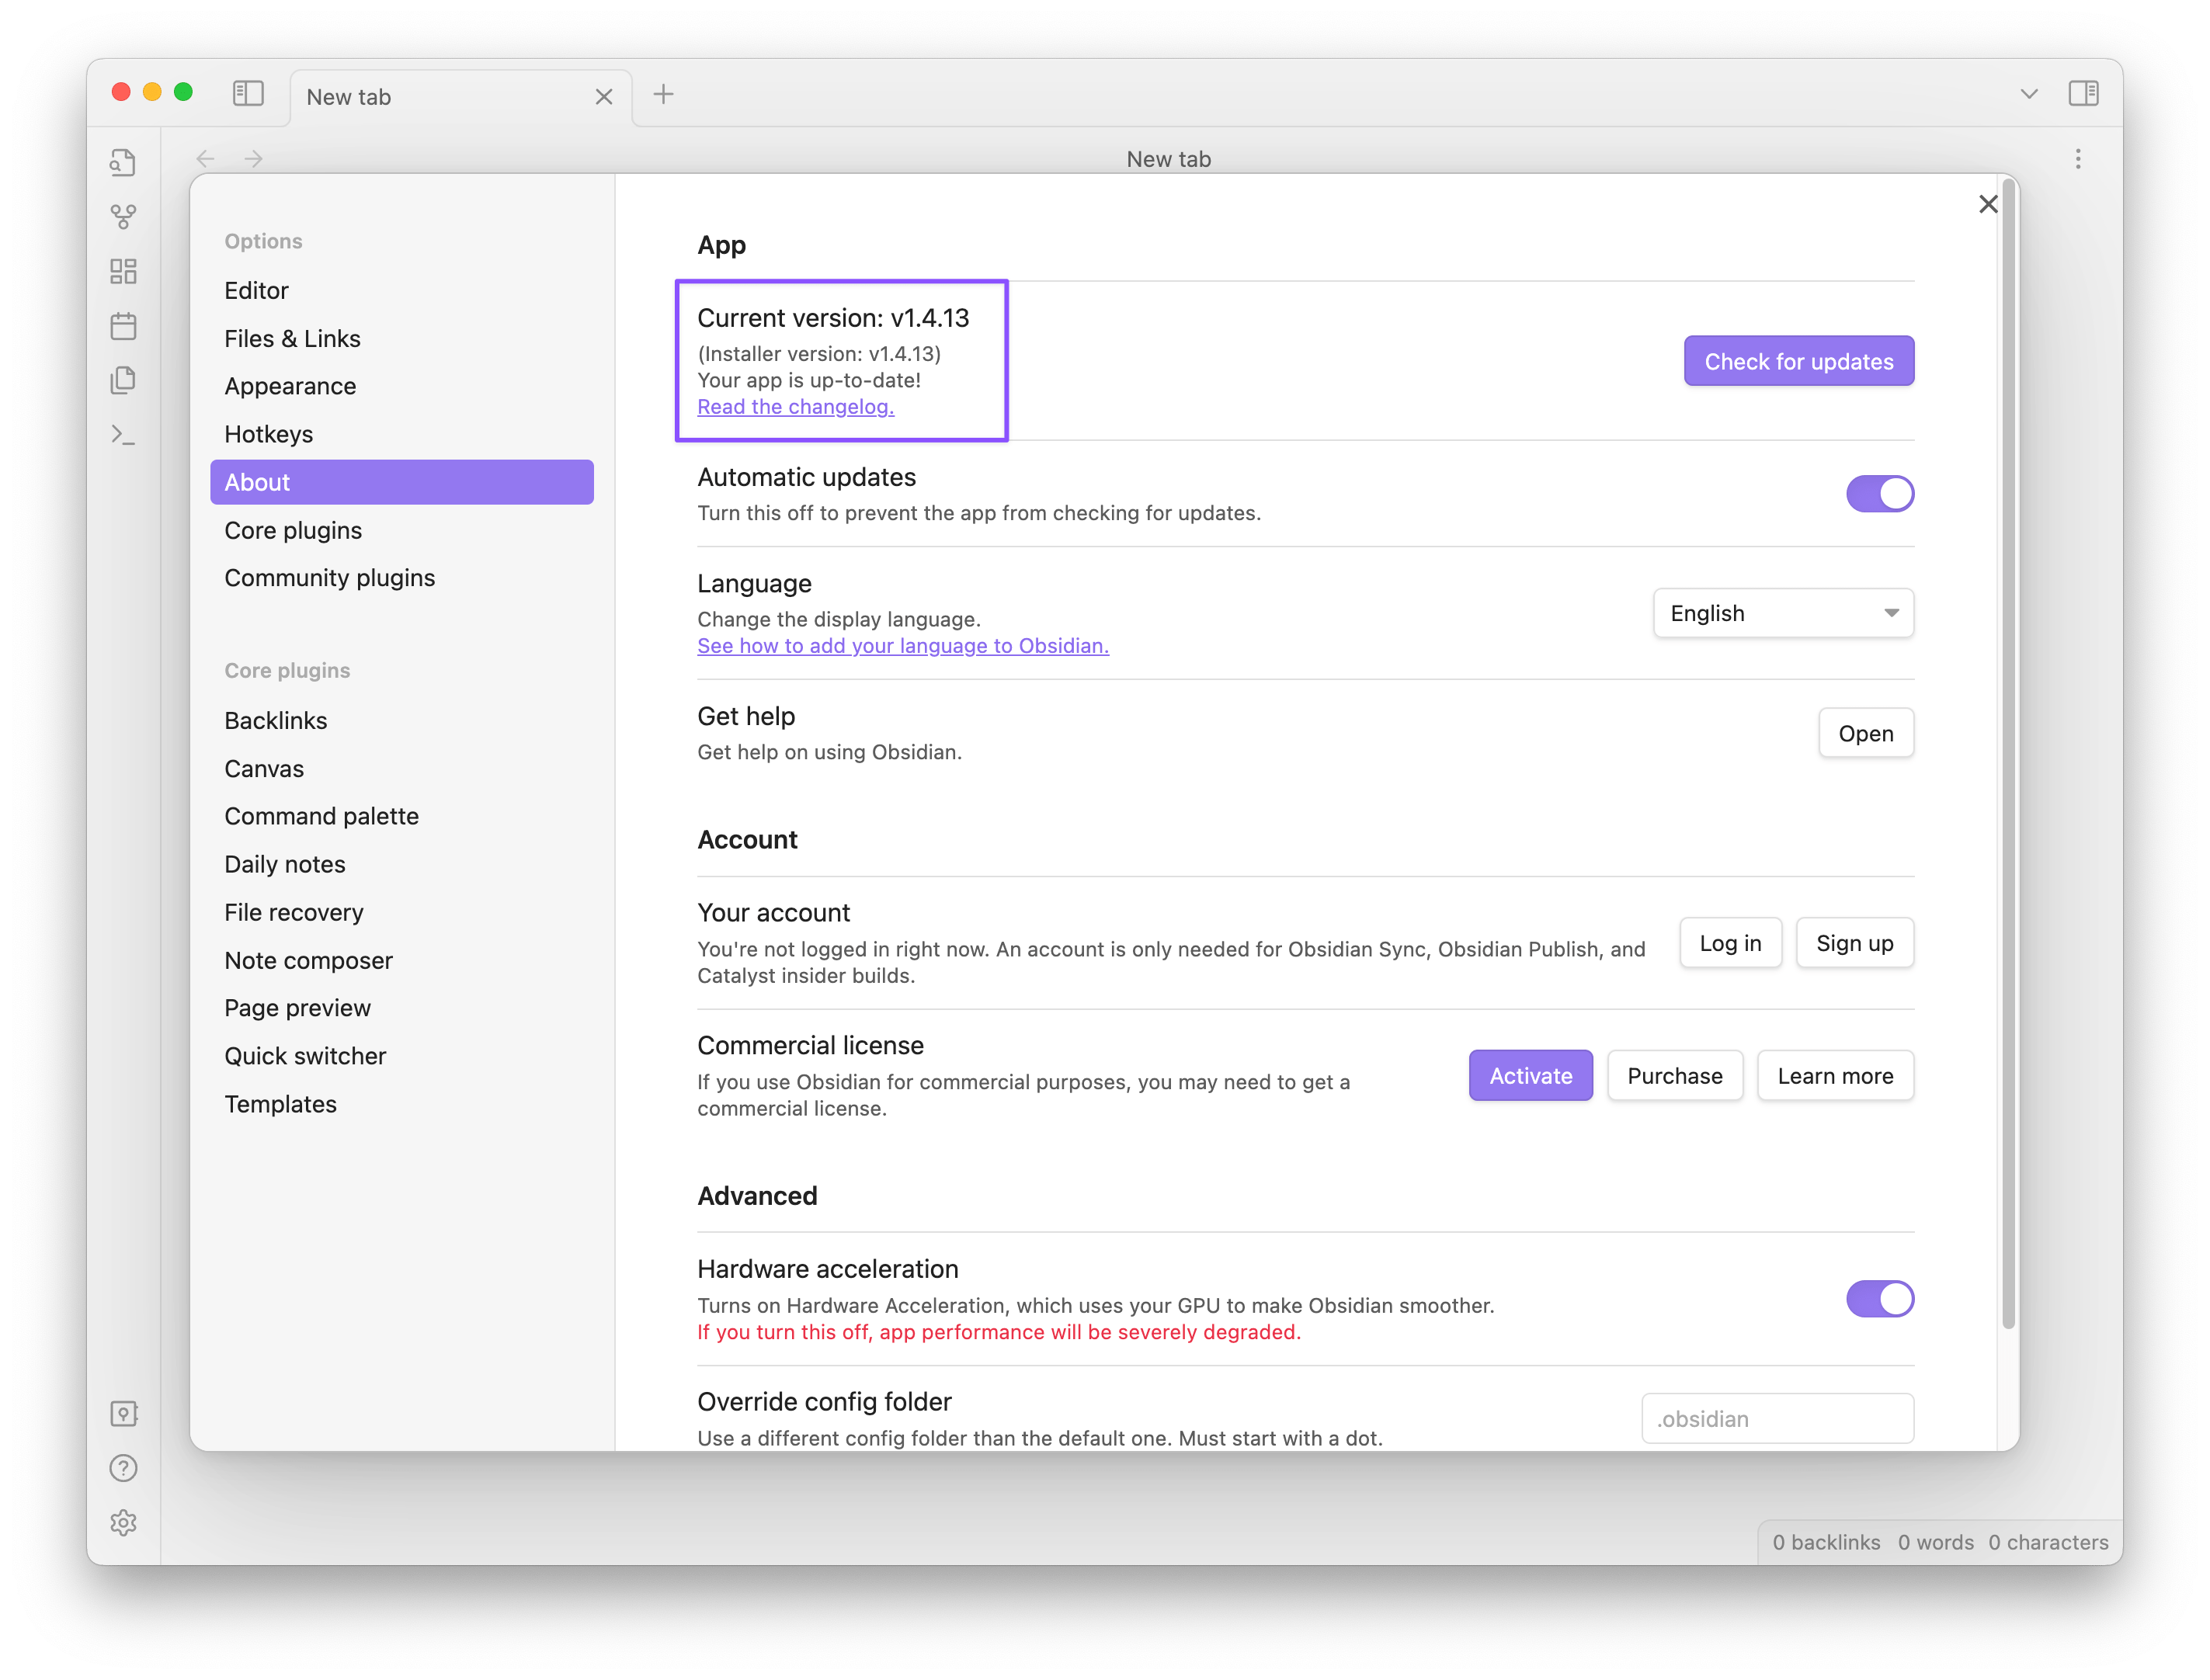 New tab
New tab
Options
Editor
Files & Links
Appearance
Hotkeys
About
Core plugins
Community plugins
Core plugins
Backlinks
Canvas
Command palette
Daily notes
File recovery
Note composer
Page preview
Quick switcher
Templates
App
Current version: v1.4.13
(Installer version: v1.4.13)
Your app is up-to-date!
Read the changelog.
Check for updates
Automatic updates
Turn this off to prevent the app from checking for updates.
Language
Change the display language.
See how to add your language to Obsidian.
English
Get help
Get help on using Obsidian.
Open
Account
Your account
You're not logged in right now. An account is only needed for Obsidian Sync, Obsidian Publish, and
Catalyst insider builds.
Log in
Sign up
Commercial license
If you use Obsidian for commercial purposes, you may need to get a
commercial license.
Activate
Purchase
Learn more
Advanced
Hardware acceleration
Turns on Hardware Acceleration, which uses your GPU to make Obsidian smoother.
If you turn this off, app performance will be severely degraded.
Override config folder
Use a different config folder than the default one. Must start with a dot.
.obsidian
0 backlinks 0 words 0 characters